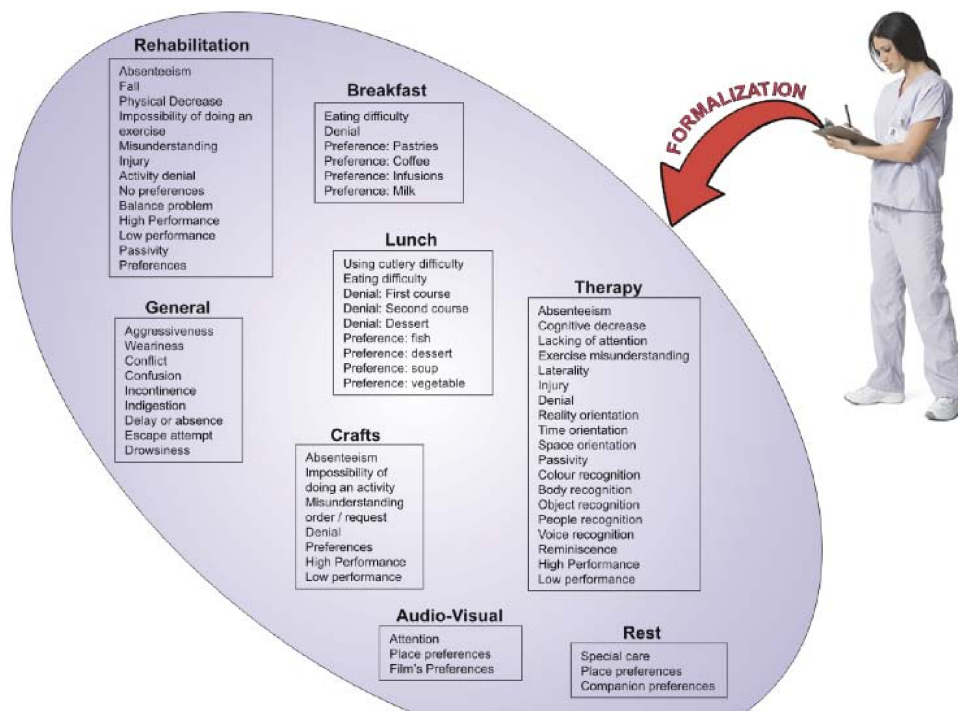 Rehabilitation
Absenteeism
Fall
Physical Decrease
Impossibility of doing an
exercise
Misunderstanding
Injury
Activity denial
No preferences
Balance problem
High Performance
Low performance
Passivity
Preferences
Breakfast
Eating difficulty
Denial
Preference: Pastries
Preference: Coffee
Preference: Infusions
Preference: Milk
FORMALIZATION
Lunch
Using cutlery difficulty
Eating difficulty
Denial: First course
Denial: Second course
Denial: Dessert
Preference: fish
Preference: dessert
Preference: soup
Preference: vegetable
General
Aggressiveness
Weariness
Conflict
Confusion
Incontinence
Indigestion
Delay or absence
Escape attempt
Drowsiness
Therapy
Absenteeism
Cognitive decrease
Lacking of attention
Exercise misunderstanding
Laterality
Injury
Denial
Reality orientation
Time orientation
Space orientation
Passivity
Colour recognition
Body recognition
Object recognition
People recognition
Voice recognition
Reminiscence
High Performance
Low performance
Crafts
Absenteeism
Impossibility of
doing an activity
Misunderstanding
order / request
Denial
Preferences
High Performance
Low performance
Audio-Visual
Attention
Place preferences
Film's Preferences
Rest
Special care
Place preferences
Companion preferences